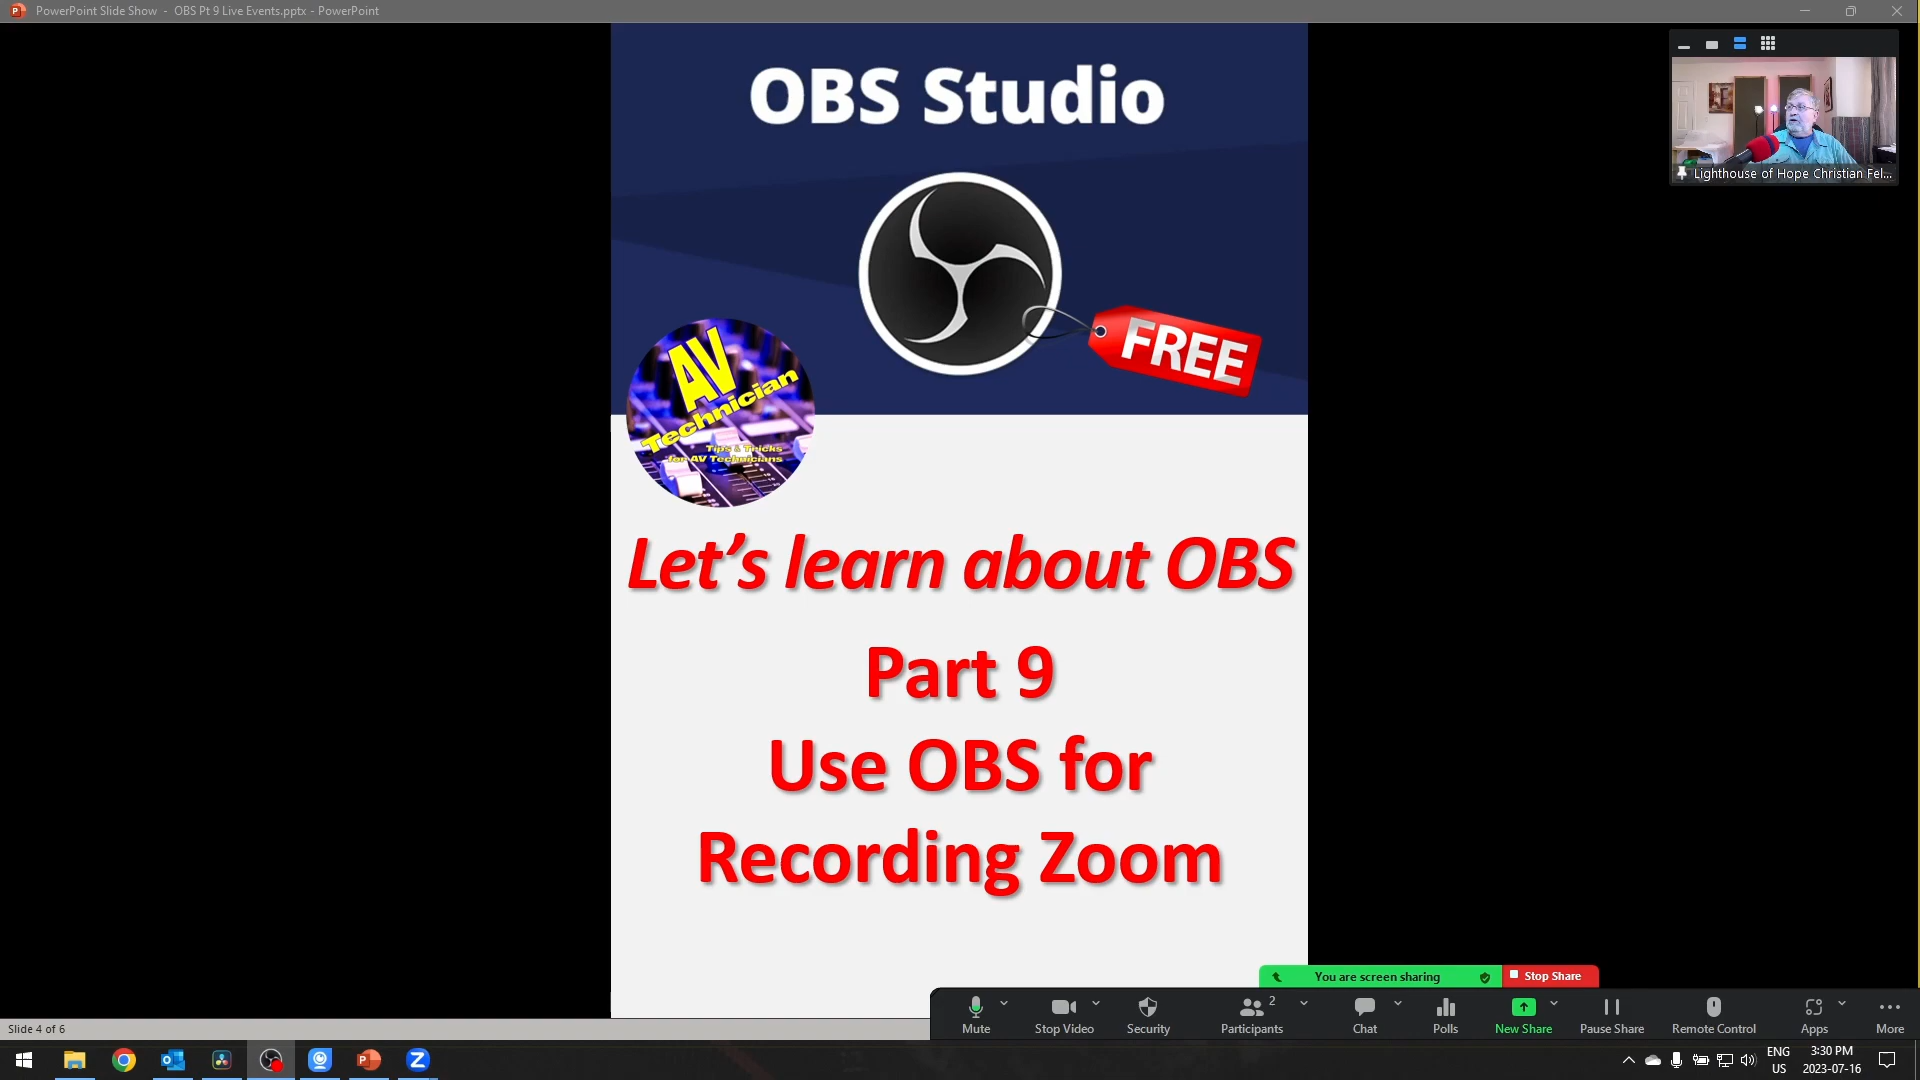 PowerPoint Slide Show - OBS Pt 9 Live Events.pptx - PowerPoint
OBS Studio
FREE
Lighthouse of Hope Christian Fel...
AV
Technician
Tips & Tricks
for AV Technicians
Let’s learn about OBS
Part 9
Use OBS for
Recording Zoom
You are screen sharing
Stop Share
2
Mute
Stop Video
Security
Participants
Chat
Polls
New Share
Pause Share
Remote Control
Apps
More
Slide 4 of 6
ENG
US
3:30 PM
2023-07-16